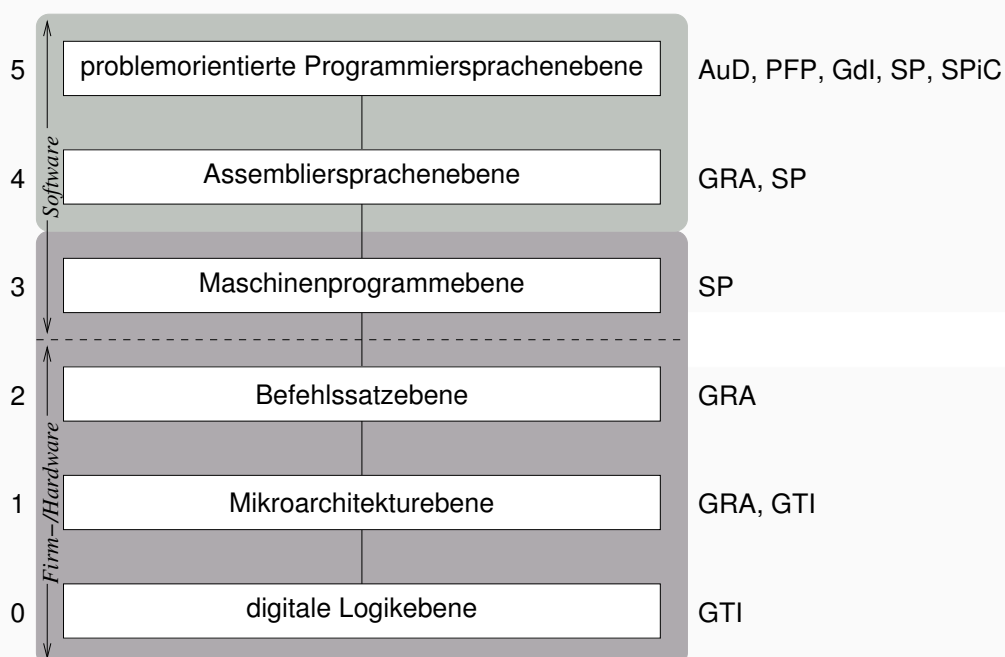 5 problemorientierte Programmiersprachenebene AuD, PFP, GdI, SP, SPiC
Software
4 Assembliersprachenebene GRA, SP
3 Maschinenprogrammebene SP
2 Befehlssatzebene GRA
Firm-/Hardware
1 Mikroarchitekturebene GRA, GTI
0 digitale Logikebene GTI